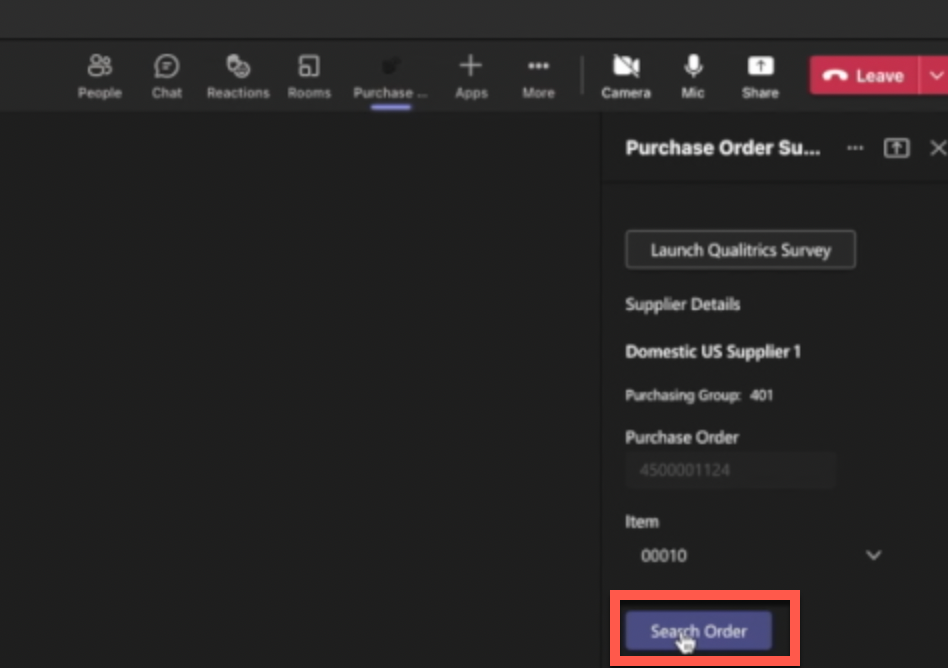 People Chat Reactions Rooms Purchase ... Apps More Camera Mic Share Leave
Purchase Order Su...
Launch Qualitrics Survey
Supplier Details
Domestic US Supplier 1
Purchasing Group: 401
Purchase Order
4500001124
Item
00010
Search Order